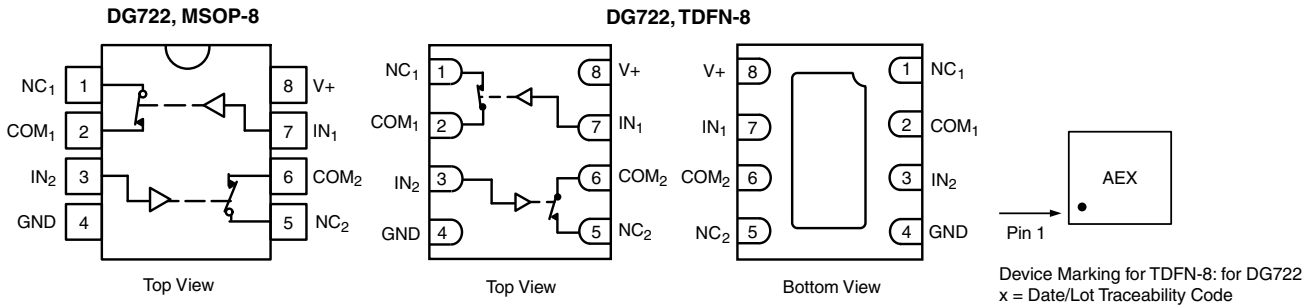 DG722, MSOP-8
NC1
1
8
V+
COM1
2
7
IN1
IN2
3
6
COM2
GND
4
5
NC2
Top View
DG722, TDFN-8
NC1
1
8
V+
COM1
2
7
IN1
IN2
3
6
COM2
GND
4
5
NC2
Top View
V+
8
1
NC1
IN1
7
2
COM1
COM2
6
3
IN2
NC2
5
4
GND
Bottom View
AEX
Pin 1
Device Marking for TDFN-8: for DG722
x = Date/Lot Traceability Code